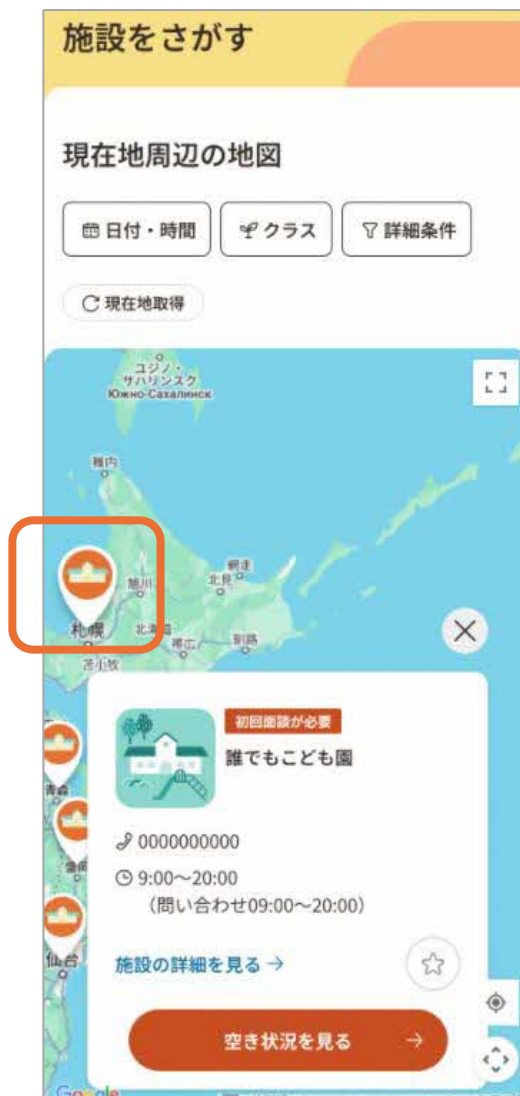 施設をさがす
現在地周辺の地図
日付・時間
クラス
詳細条件
現在地取得
ユジノ・
サハリンスク
Южно-Сахалинск
稚内
旭川
網走
北見
札幌
帯広
釧路
苫小牧
初回面談が必要
誰でもこども園
青森
0000000000
盛岡
9:00～20:00
（問い合わせ09:00～20:00）
仙台
施設の詳細を見る →
空き状況を見る →
Google